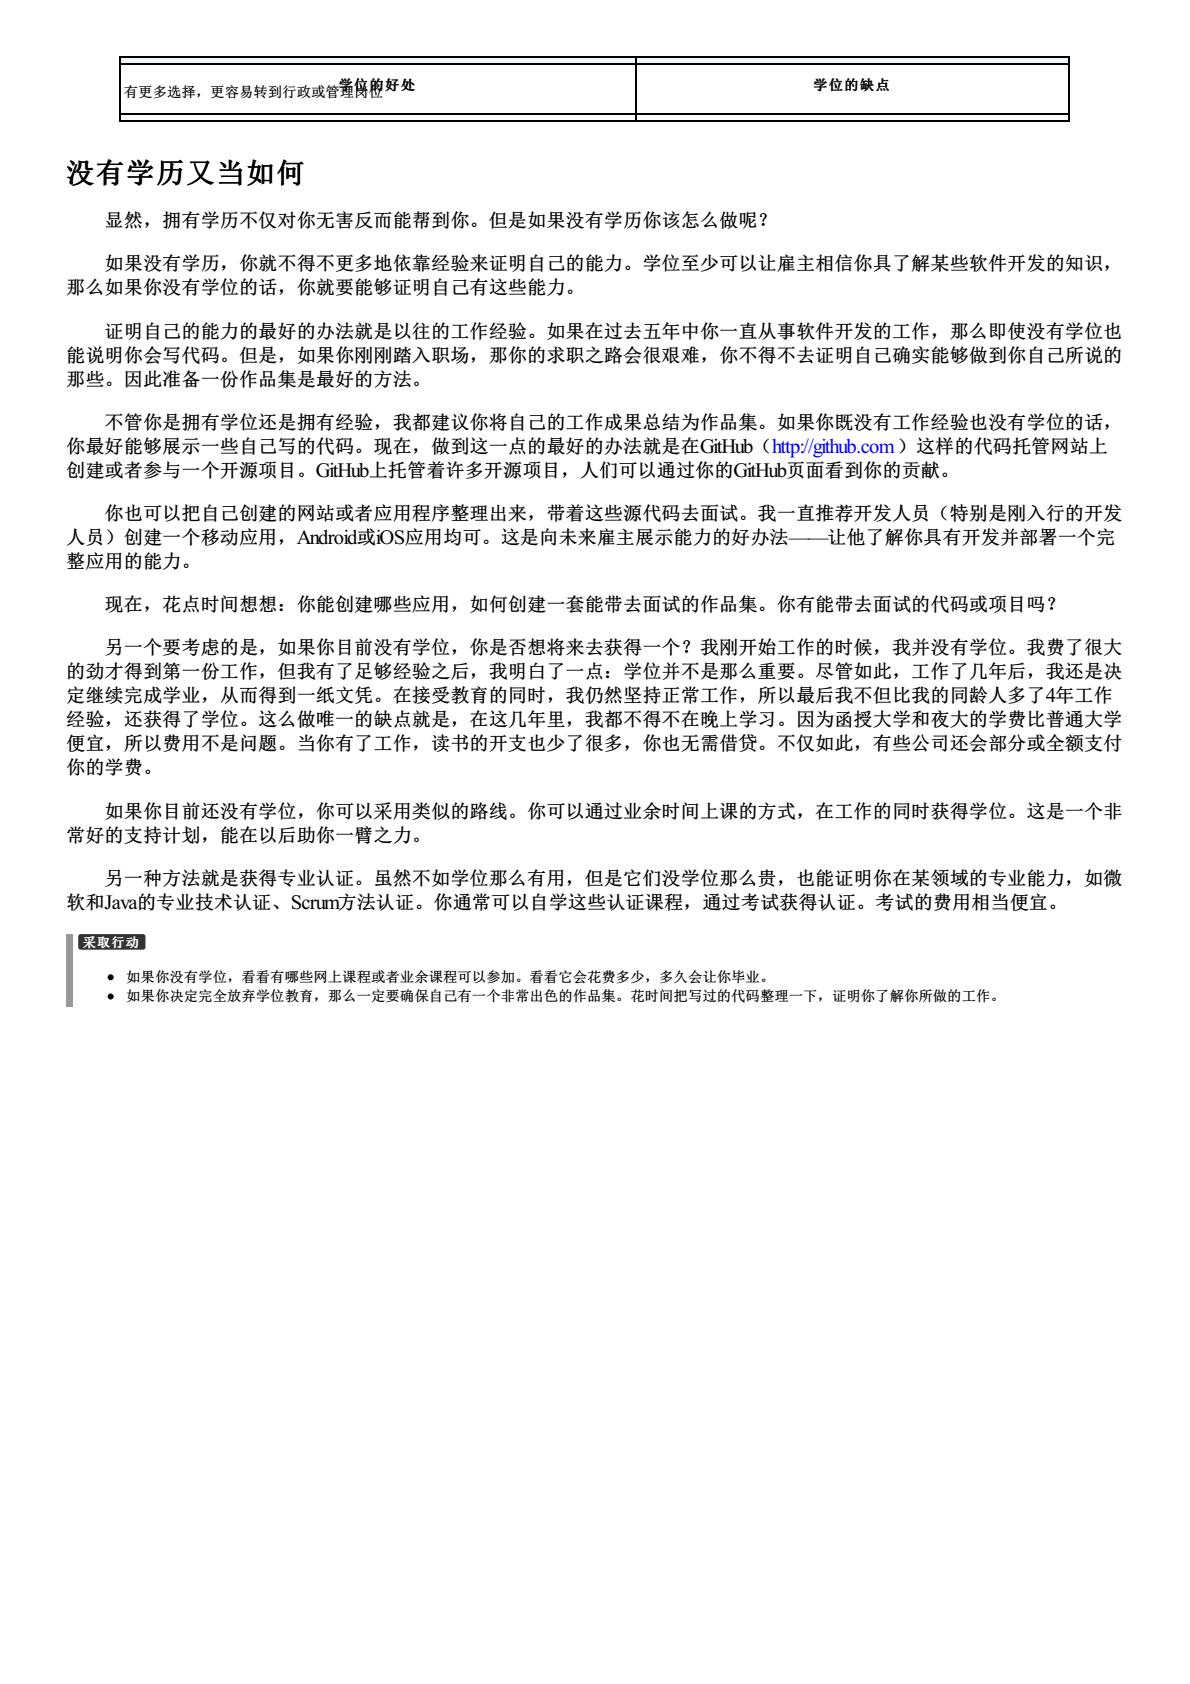 学位的好处
学位的缺点
有更多选择，更容易转到行政或管理岗位
没有学历又当如何
显然，拥有学历不仅对你无害反而能帮到你。但是如果没有学历你该怎么做呢？
如果没有学历，你就不得不更多地依靠经验来证明自己的能力。学位至少可以让雇主相信你具了解某些软件开发的知识，
那么如果你没有学位的话，你就要能够证明自己有这些能力。
证明自己的能力的最好的办法就是以往的工作经验。如果在过去五年中你一直从事软件开发的工作，那么即使没有学位也
能说明你会写代码。但是，如果你刚刚踏入职场，那你的求职之路会很艰难，你不得不去证明自己确实能够做到你自己所说的
那些。因此准备一份作品集是最好的方法。
不管你是拥有学位还是拥有经验，我都建议你将自己的工作成果总结为作品集。如果你既没有工作经验也没有学位的话，
你最好能够展示一些自己写的代码。现在，做到这一点的最好的办法就是在GitHub（http://github.com）这样的代码托管网站上
创建或者参与一个开源项目。GitHub上托管着许多开源项目，人们可以通过你的GitHub页面看到你的贡献。
你也可以把自己创建的网站或者应用程序整理出来，带着这些源代码去面试。我一直推荐开发人员（特别是刚入行的开发
人员）创建一个移动应用，Android或iOS应用均可。这是向未来雇主展示能力的好办法——让他了解你具有开发并部署一个完
整应用的能力。
现在，花点时间想想：你能创建哪些应用，如何创建一套能带去面试的作品集。你有能带去面试的代码或项目吗？
另一个要考虑的是，如果你目前没有学位，你是否想将来去获得一个？我刚开始工作的时候，我并没有学位。我费了很大
的劲才得到第一份工作，但我有了足够经验之后，我明白了一点：学位并不是那么重要。尽管如此，工作了几年后，我还是决
定继续完成学业，从而得到一纸文凭。在接受教育的同时，我仍然坚持正常工作，所以最后我不但比我的同龄人多了4年工作
经验，还获得了学位。这么做唯一的缺点就是，在这几年里，我都不得不在晚上学习。因为函授大学和夜大的学费比普通大学
便宜，所以费用不是问题。当你有了工作，读书的开支也少了很多，你也无需借贷。不仅如此，有些公司还会部分或全额支付
你的学费。
如果你目前还没有学位，你可以采用类似的路线。你可以通过业余时间上课的方式，在工作的同时获得学位。这是一个非
常好的支持计划，能在以后助你一臂之力。
另一种方法就是获得专业认证。虽然不如学位那么有用，但是它们没学位那么贵，也能证明你在某领域的专业能力，如微
软和Java的专业技术认证、Scrum方法认证。你通常可以自学这些认证课程，通过考试获得认证。考试的费用相当便宜。
采取行动
● 如果你没有学位，看看有哪些网上课程或者业余课程可以参加。看看它会花费多少，多久会让你毕业。
● 如果你决定完全放弃学位教育，那么一定要确保自己有一个非常出色的作品集。花时间把写过的代码整理一下，证明你了解你所做的工作。